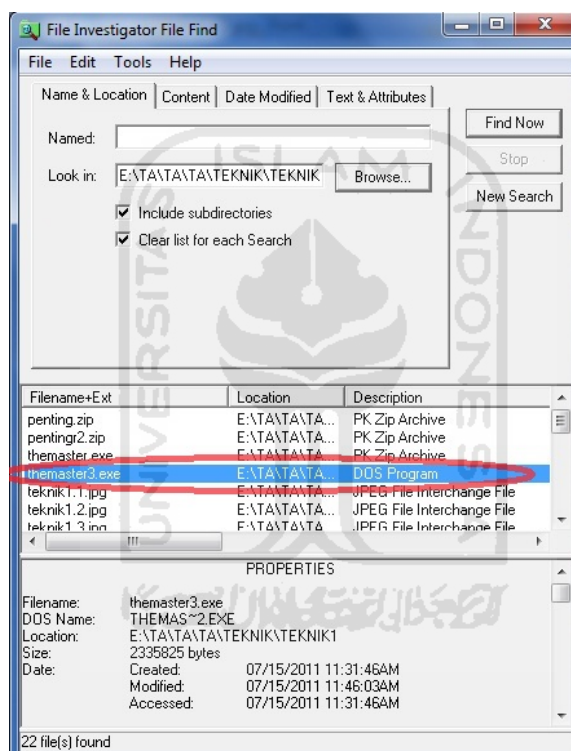 File Investigator File Find
File Edit Tools Help
Name & Location Content Date Modified Text & Attributes
Named:
Look in: E:\TA\TA\TA\TEKNIK\TEKNIK Browse...
Include subdirectories
Clear list for each Search
Find Now
Stop
New Search
UNIVERSITAS ISLAM INDONESIA
Filename+Ext Location Description
penting.zip E:\TA\TA\TA... PK Zip Archive
pentingr2.zip E:\TA\TA\TA... PK Zip Archive
themaster.exe E:\TA\TA\TA... PK Zip Archive
themaster3.exe E:\TA\TA\TA... DOS Program
teknik1.1.jpg E:\TA\TA\TA... JPEG File Interchange File
teknik1.2.jpg E:\TA\TA\TA... JPEG File Interchange File
teknik1.3.jpg E:\TA\TA\TA... JPEG File Interchange File
PROPERTIES
Filename: themaster3.exe
DOS Name: THEMAS~2.EXE
Location: E:\TA\TA\TA\TEKNIK\TEKNIK1
Size: 2335825 bytes
Date: Created: 07/15/2011 11:31:46AM
Modified: 07/15/2011 11:46:03AM
Accessed: 07/15/2011 11:31:46AM
22 file(s) found